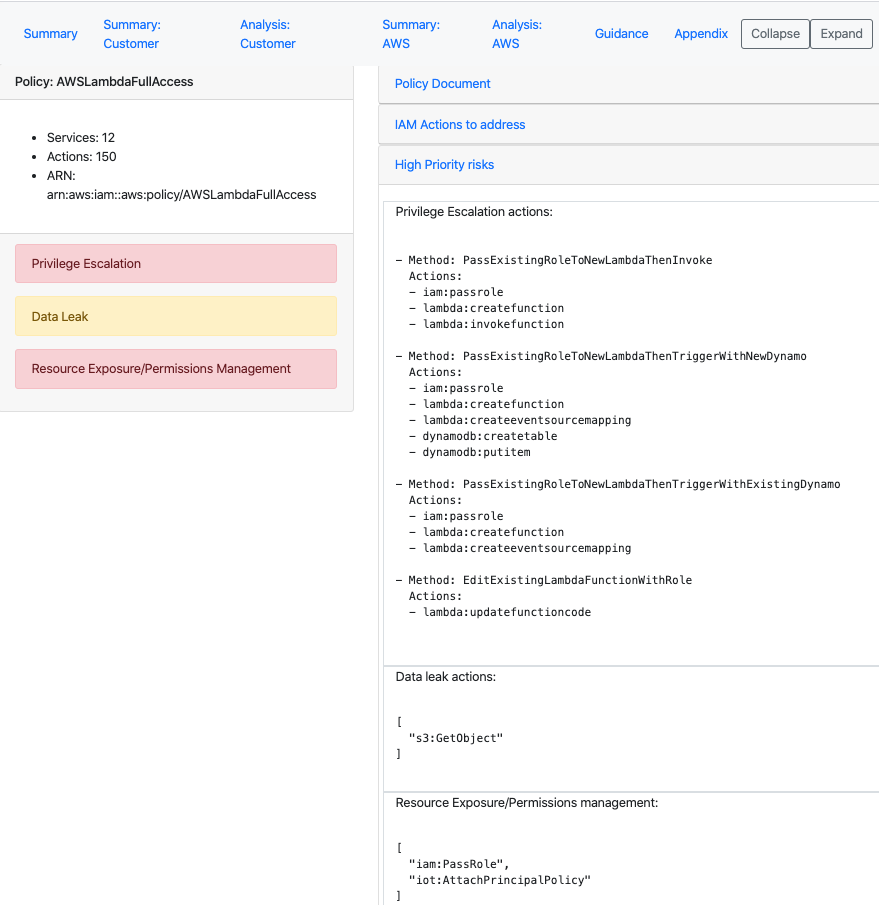 Summary
Summary:
Customer
Analysis:
Customer
Summary:
AWS
Analysis:
AWS
Guidance
Appendix
Collapse
Expand
Policy: AWSLambdaFullAccess
• Services: 12
• Actions: 150
• ARN:
arn:aws:iam::aws:policy/AWSLambdaFullAccess
Privilege Escalation
Data Leak
Resource Exposure/Permissions Management
Policy Document
IAM Actions to address
High Priority risks
Privilege Escalation actions:
- Method: PassExistingRoleToNewLambdaThenInvoke
Actions:
- iam:passrole
- lambda:createfunction
- lambda:invokefunction
- Method: PassExistingRoleToNewLambdaThenTriggerWithNewDynamo
Actions:
- iam:passrole
- lambda:createfunction
- lambda:createeventsourcemapping
- dynamodb:createtable
- dynamodb:putitem
- Method: PassExistingRoleToNewLambdaThenTriggerWithExistingDynamo
Actions:
- iam:passrole
- lambda:createfunction
- lambda:createeventsourcemapping
- Method: EditExistingLambdaFunctionWithRole
Actions:
- lambda:updatefunctioncode
Data leak actions:
[
"s3:GetObject"
]
Resource Exposure/Permissions management:
[
"iam:PassRole",
"iot:AttachPrincipalPolicy"
]